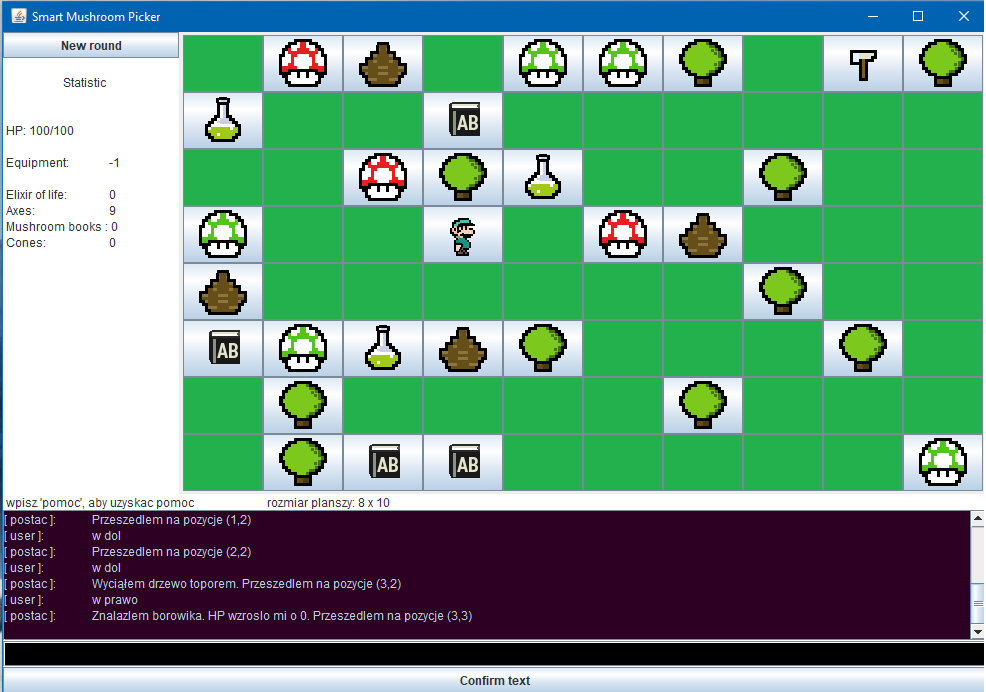 Smart Mushroom Picker
New round
Statistic
HP: 100/100
Equipment: -1
Elixir of life: 0
Axes: 9
Mushroom books : 0
Cones: 0
AB
AB
AB AB
wpisz 'pomoc', aby uzyskac pomoc rozmiar planszy: 8 x 10
[ postac ]: Przeszedlem na pozycje (1,2)
[ user ]: w dol
[ postac ]: Przeszedlem na pozycje (2,2)
[ user ]: w dol
[ postac ]: Wyciąłem drzewo toporem. Przeszedlem na pozycje (3,2)
[ user ]: w prawo
[ postac ]: Znalazlem borowika. HP wzroslo mi o 0. Przeszedlem na pozycje (3,3)
Confirm text